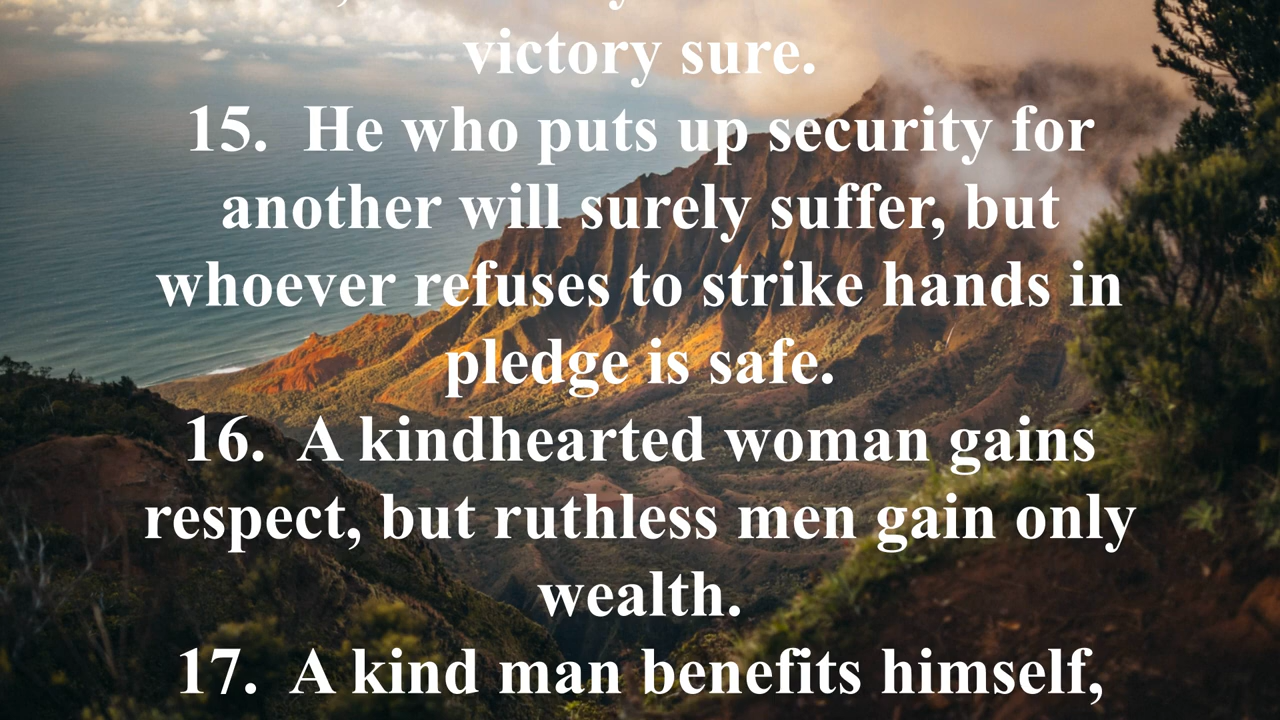 victory sure.
15. He who puts up security for
another will surely suffer, but
whoever refuses to strike hands in
pledge is safe.
16. A kindhearted woman gains
respect, but ruthless men gain only
wealth.
17. A kind man benefits himself,